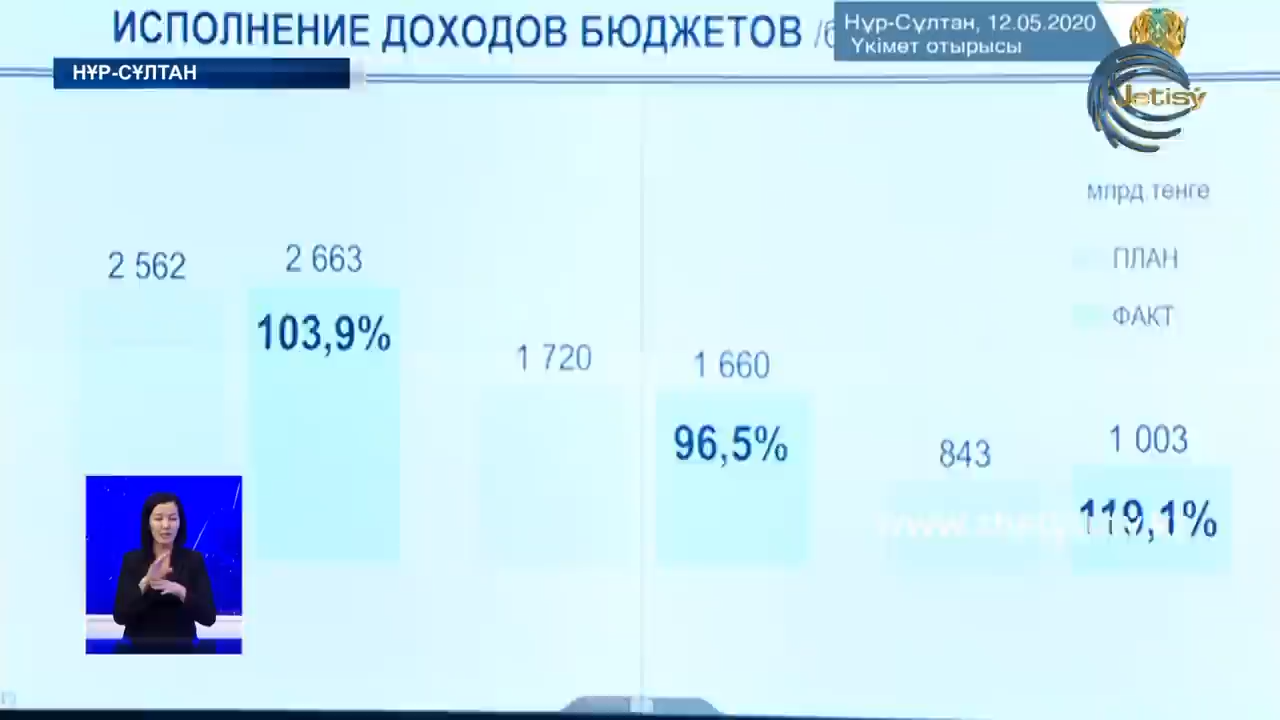 ИСПОЛНЕНИЕ ДОХОДОВ БЮДЖЕТОВ
Нұр-Сұлтан, 12.05.2020
Үкімет отырысы
НҰР-СҰЛТАН
Jetisý
млрд.тенге
ПЛАН
ФАКТ
2 562
2 663
103,9%
1 720
1 660
96,5%
843
1 003
119,1%